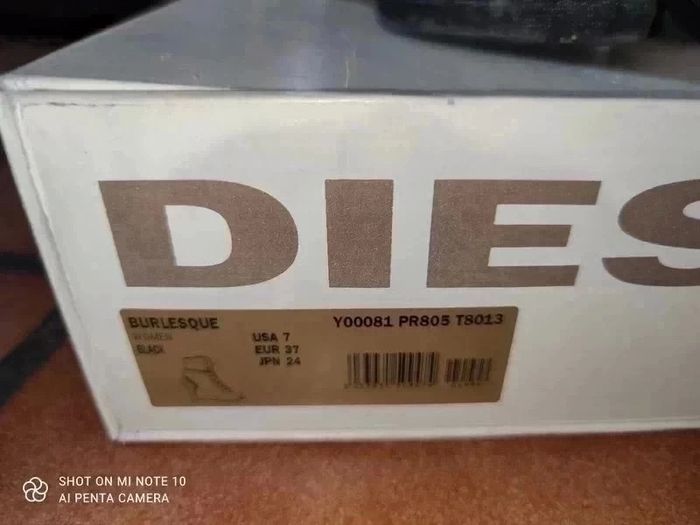 DIES
BURLESQUE
WOMEN
BLACK
USA 7
EUR 37
JPN 24
Y00081 PR805 T8013
SHOT ON MI NOTE 10
AI PENTA CAMERA